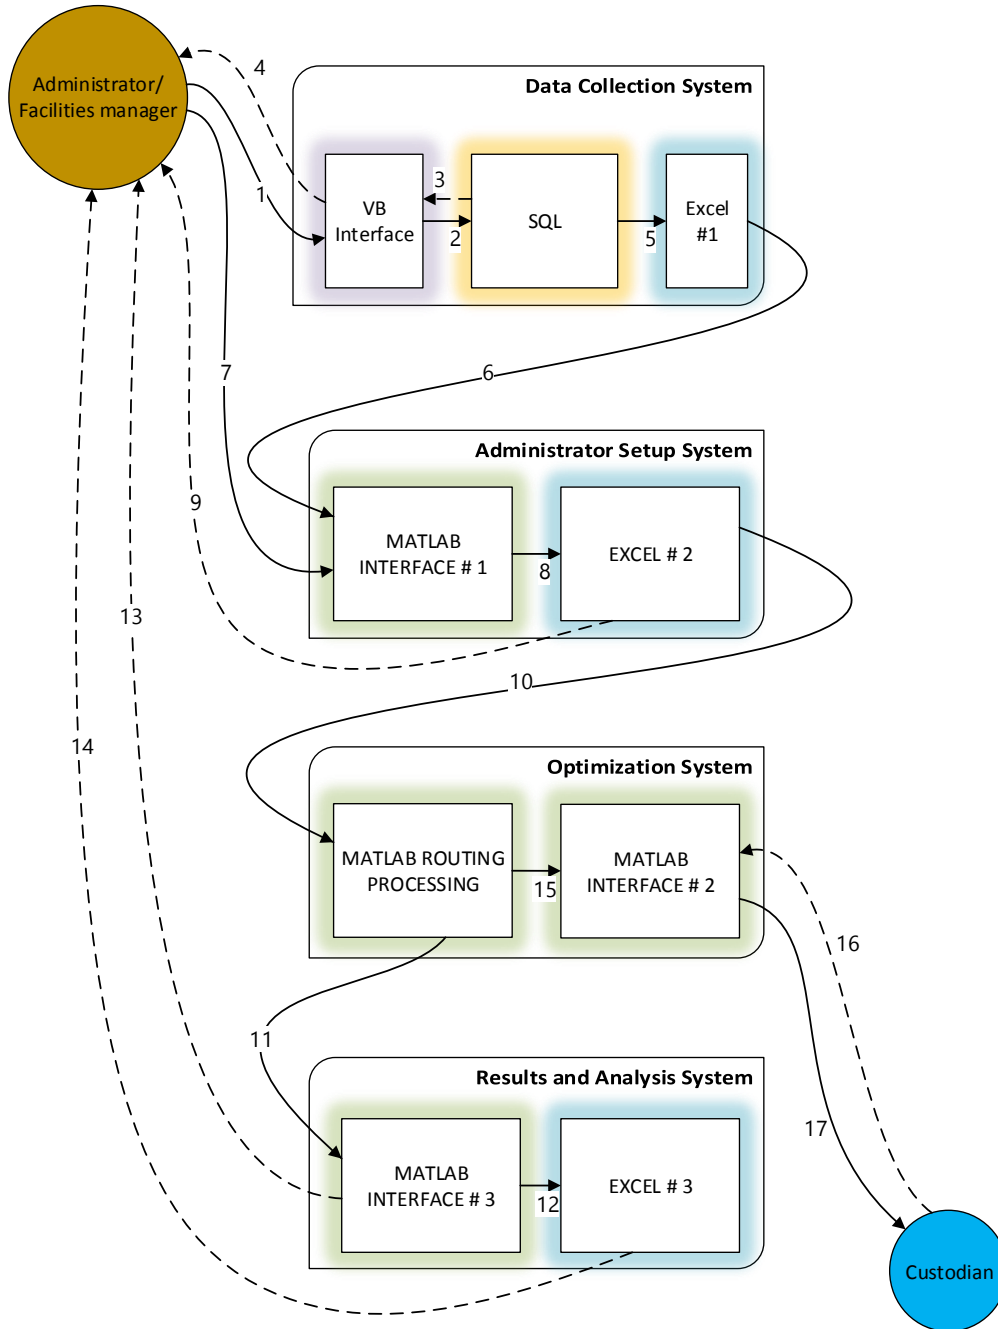 Administrator/
Facilities manager
4
Data Collection System
1
VB
Interface
3
2
SQL
5
Excel
#1
7
6
Administrator Setup System
9
MATLAB
INTERFACE # 1
8
EXCEL # 2
13
10
14
Optimization System
MATLAB ROUTING
PROCESSING
15
MATLAB
INTERFACE # 2
16
11
Results and Analysis System
17
MATLAB
INTERFACE # 3
12
EXCEL # 3
Custodian